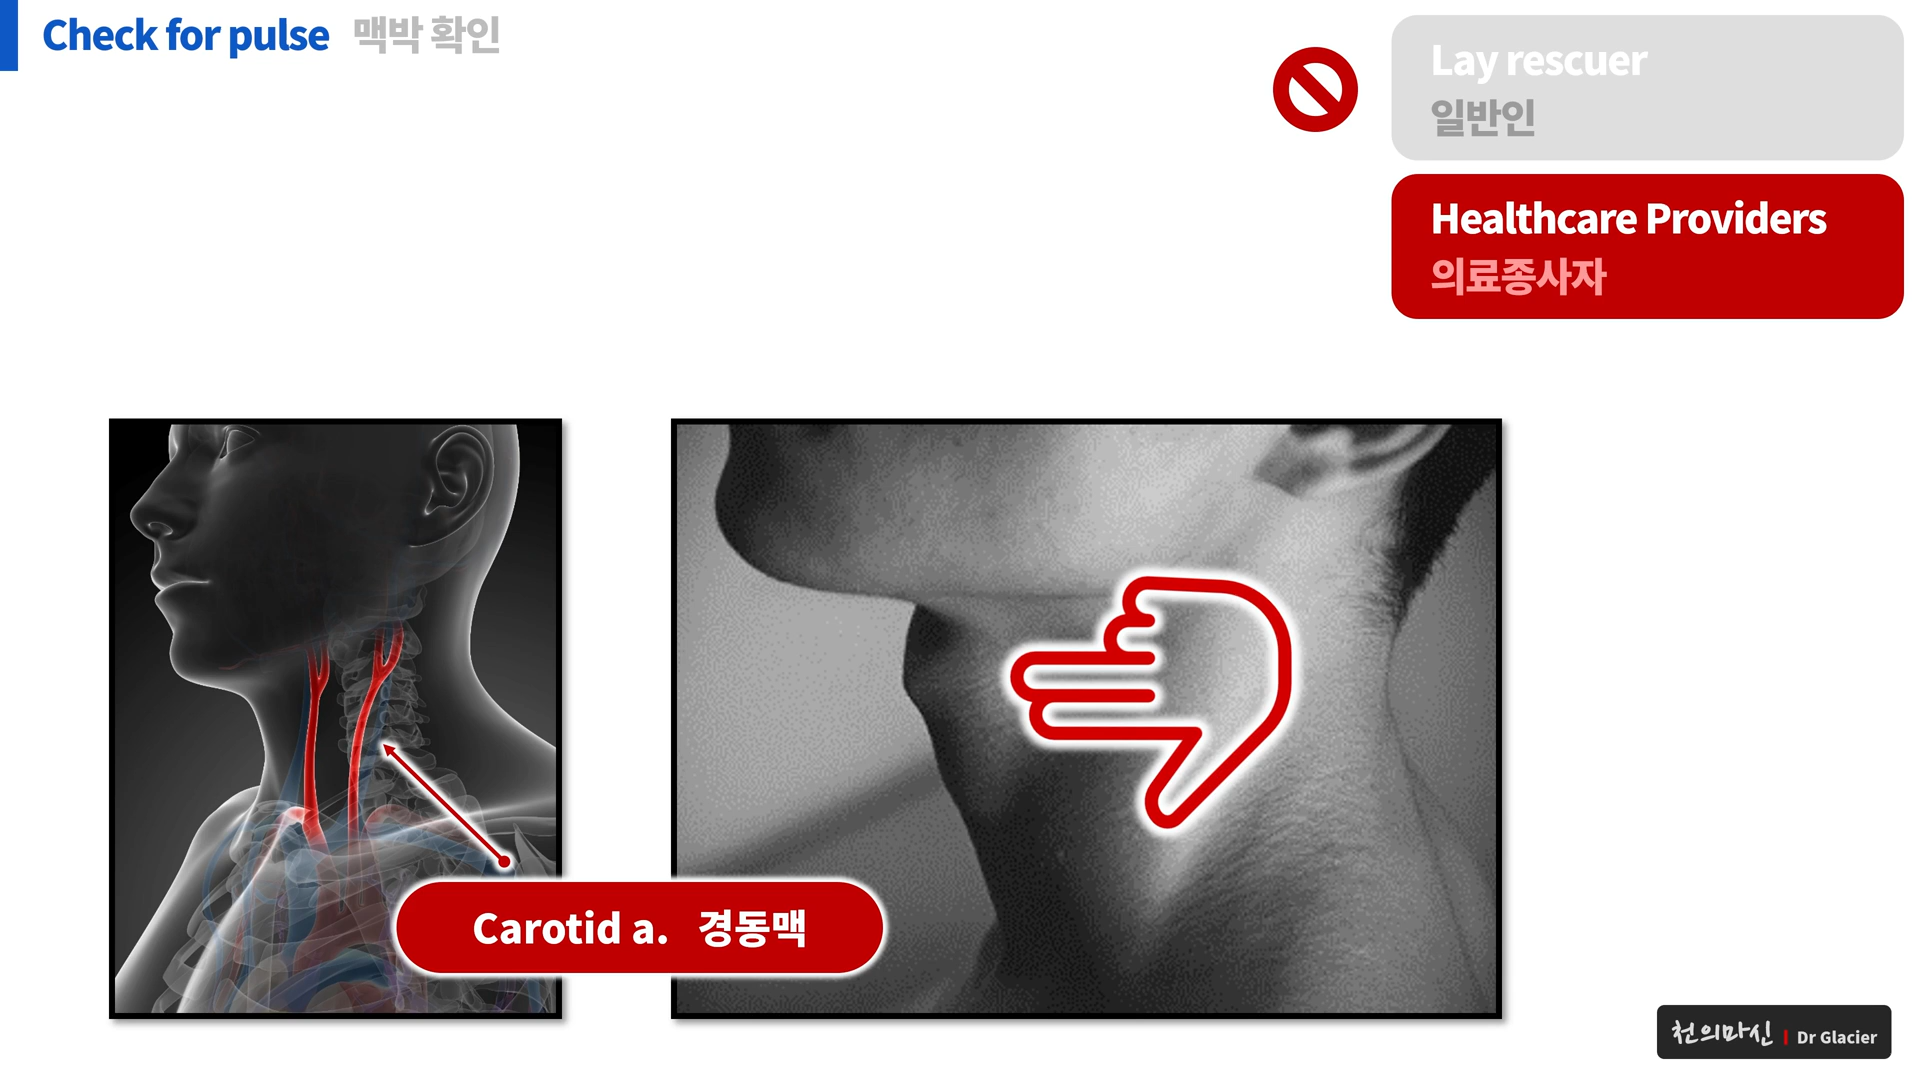 Check for pulse 맥박 확인
Lay rescuer
일반인
Healthcare Providers
의료종사자
Carotid a. 경동맥
천의마신 | Dr Glacier